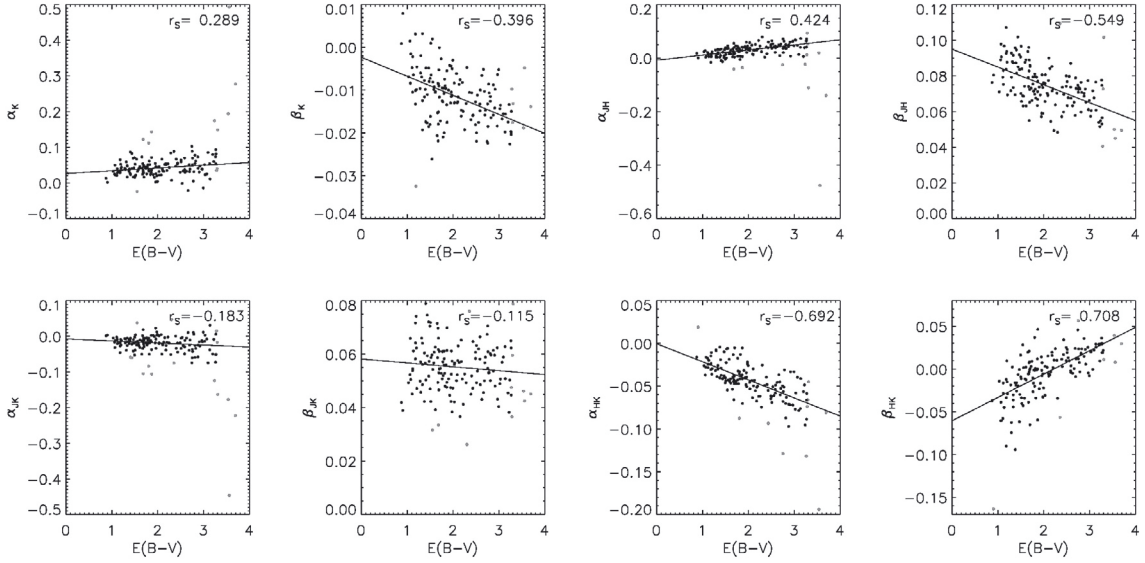 0.5
0.4
0.3
0.2
0.1
0.0
−0.1
α_K
r_S= 0.289
0 1 2 3 4
E(B−V)
0.00
−0.01
−0.02
−0.03
−0.04
β_K
r_S=−0.396
0 1 2 3 4
E(B−V)
0.2
0.0
−0.2
−0.4
−0.6
α_JH
r_S= 0.424
0 1 2 3 4
E(B−V)
0.10
0.08
0.06
0.04
0.02
0.00
β_JH
r_S=−0.549
0 1 2 3 4
E(B−V)
0.1
0.0
−0.1
−0.2
−0.3
−0.4
−0.5
α_JK
r_S=−0.183
0 1 2 3 4
E(B−V)
0.08
0.06
0.04
0.02
0.00
β_JK
r_S=−0.115
0 1 2 3 4
E(B−V)
0.05
0.00
−0.05
−0.10
−0.15
−0.20
α_HK
r_S=−0.692
0 1 2 3 4
E(B−V)
0.05
0.00
−0.05
−0.10
−0.15
β_HK
r_S= 0.708
0 1 2 3 4
E(B−V)